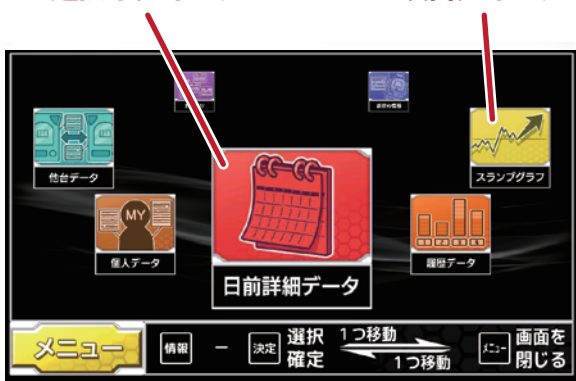 他台データ
スランプグラフ
MY
個人データ
履歴データ
日前詳細データ
メニュー
情報
－
決定
選択
確定
1つ移動
1つ移動
メニュー
画面を
閉じる